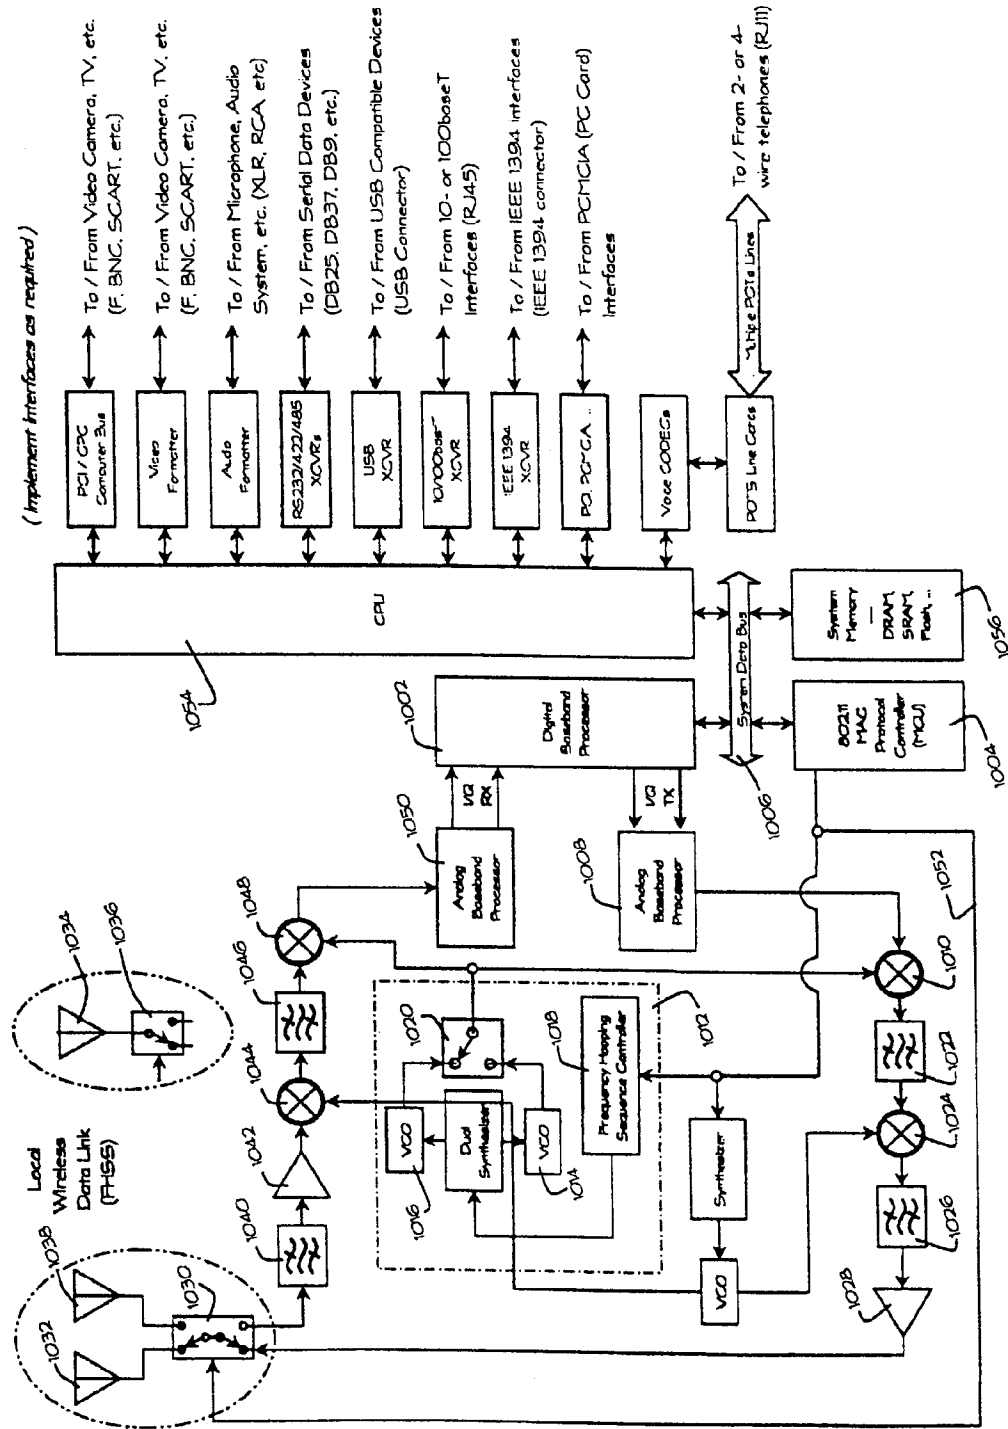 ( Implement Interfaces as required )
To / From Video Camera, TV, etc.
(F, BNC, SCART, etc.)
To / From Video Camera, TV, etc.
(F, BNC, SCART, etc.)
To / From Microphone, Audio
System, etc. (XLR, RCA etc)
To / From Serial Data Devices
(DB25, DB37, DB9, etc.)
To / From USB Compatible Devices
(USB Connector)
To / From 10- or 100baseT
Interfaces (RJ45)
To / From IEEE 1394 interfaces
(IEEE 1394 connector)
To / From PCMCIA (PC Card)
Interfaces
To / From 2- or 4-
wire telephones (RJ11)
PCI / CPCI
Computer Bus
Video
Formatter
Audio
Formatter
RS232/422/485
XCVRs
USB
XCVR
10/100baseT
XCVR
IEEE 1394
XCVR
Voice CODECs
POTS Line Cards
Multiple POTs Lines
CPU
1054
System Data Bus
1006
System
Memory
—
DRAM,
SRAM,
Flash, ...
1056
80211
MAC
Protocol
Controller
(MCU)
1004
1002
Digital
Baseband
Processor
I/Q
RX
I/Q
TX
1050
Analog
Baseband
Processor
1008
Analog
Baseband
Processor
1052
1034
1036
1048
1046
1044
1042
1040
1010
1022
1024
1026
1028
1020
1018
1012
Frequency Hopping
Sequence Controller
VCO
1016
Dual
Synthesizer
VCO
1014
Synthesizer
VCO
Local
Wireless
Data Link
(FHSS)
1038
1030
1032